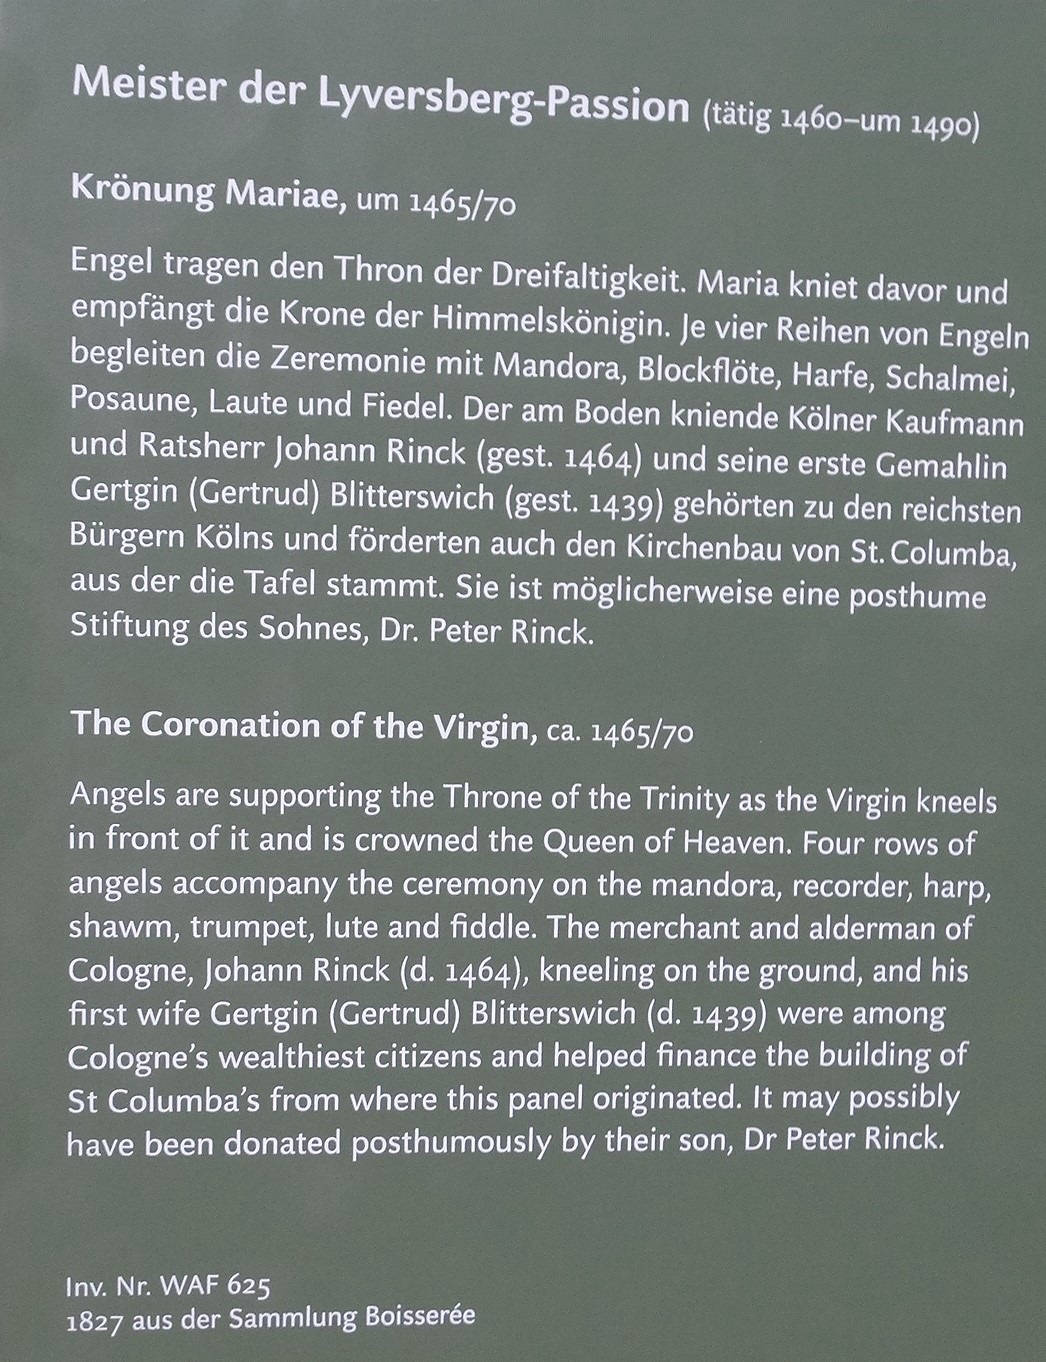 Meister der Lyversberg-Passion (tätig 1460–um 1490)
Krönung Mariae, um 1465/70
Engel tragen den Thron der Dreifaltigkeit. Maria kniet davor und
empfängt die Krone der Himmelskönigin. Je vier Reihen von Engeln
begleiten die Zeremonie mit Mandora, Blockflöte, Harfe, Schalmei,
Posaune, Laute und Fiedel. Der am Boden kniende Kölner Kaufmann
und Ratsherr Johann Rinck (gest. 1464) und seine erste Gemahlin
Gertgin (Gertrud) Blitterswich (gest. 1439) gehörten zu den reichsten
Bürgern Kölns und förderten auch den Kirchenbau von St. Columba,
aus der die Tafel stammt. Sie ist möglicherweise eine posthume
Stiftung des Sohnes, Dr. Peter Rinck.
The Coronation of the Virgin, ca. 1465/70
Angels are supporting the Throne of the Trinity as the Virgin kneels
in front of it and is crowned the Queen of Heaven. Four rows of
angels accompany the ceremony on the mandora, recorder, harp,
shawm, trumpet, lute and fiddle. The merchant and alderman of
Cologne, Johann Rinck (d. 1464), kneeling on the ground, and his
first wife Gertgin (Gertrud) Blitterswich (d. 1439) were among
Cologne's wealthiest citizens and helped finance the building of
St Columba's from where this panel originated. It may possibly
have been donated posthumously by their son, Dr Peter Rinck.
Inv. Nr. WAF 625
1827 aus der Sammlung Boisserée